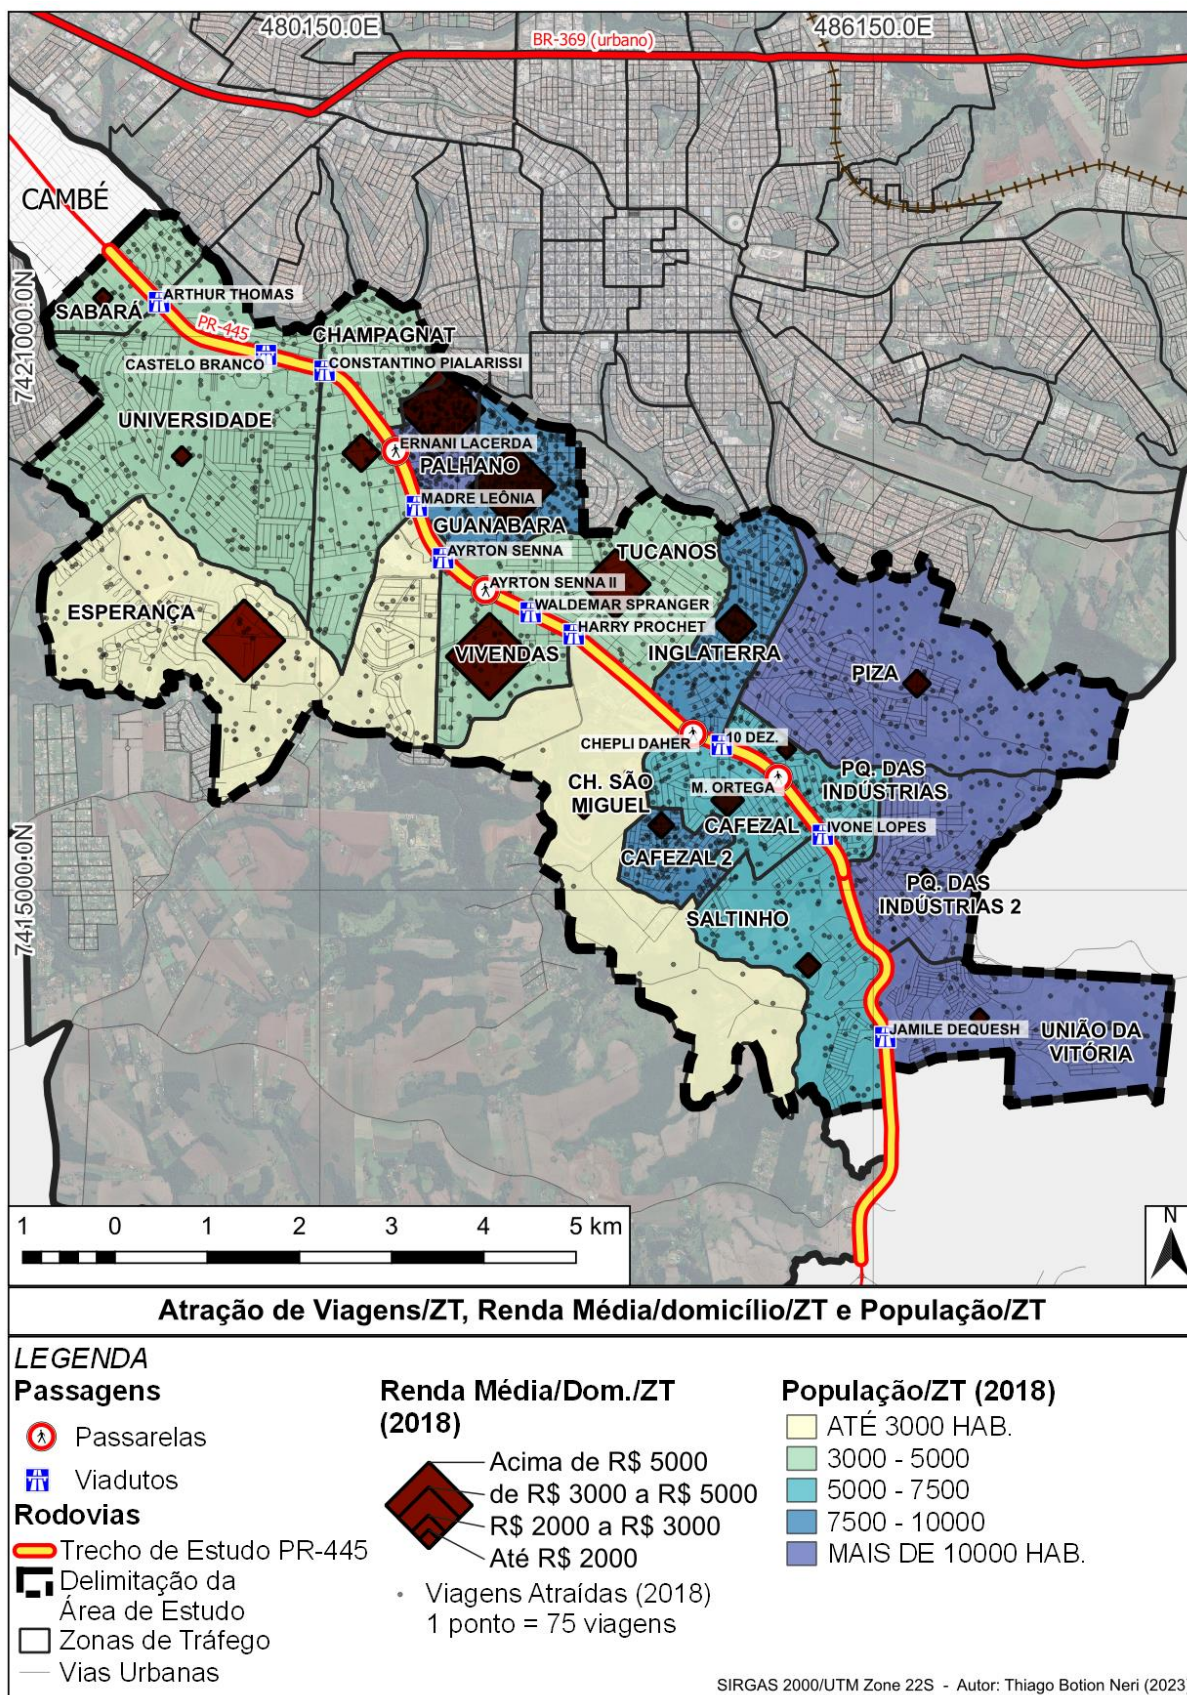 480150.0E
486150.0E
BR-369 (urbano)
CAMBÉ
7421000.0N
SABARÁ
ARTHUR THOMAS
PR-445
CHAMPAGNAT
CASTELO BRANCO
CONSTANTINO PIALARISSI
UNIVERSIDADE
ERNANI LACERDA
PALHANO
MADRE LEÔNIA
GUANABARA
AYRTON SENNA
TUCANOS
AYRTON SENNA II
ESPERANÇA
WALDEMAR SPRANGER
HARRY PROCHET
VIVENDAS
INGLATERRA
PIZA
CHEPLI DAHER
10 DEZ.
CH. SÃO
MIGUEL
M. ORTEGA
PQ. DAS
INDÚSTRIAS
CAFEZAL
IVONE LOPES
CAFEZAL 2
7415000.0N
PQ. DAS
INDÚSTRIAS 2
SALTINHO
JAMILE DEQUESH
UNIÃO DA
VITÓRIA
1 0 1 2 3 4 5 km
N
Atração de Viagens/ZT, Renda Média/domicílio/ZT e População/ZT
LEGENDA
Passagens
Passarelas
Viadutos
Rodovias
Trecho de Estudo PR-445
Delimitação da
Área de Estudo
Zonas de Tráfego
Vias Urbanas
Renda Média/Dom./ZT
(2018)
Acima de R$ 5000
de R$ 3000 a R$ 5000
R$ 2000 a R$ 3000
Até R$ 2000
Viagens Atraídas (2018)
1 ponto = 75 viagens
População/ZT (2018)
ATÉ 3000 HAB.
3000 - 5000
5000 - 7500
7500 - 10000
MAIS DE 10000 HAB.
SIRGAS 2000/UTM Zone 22S - Autor: Thiago Botion Neri (2023)